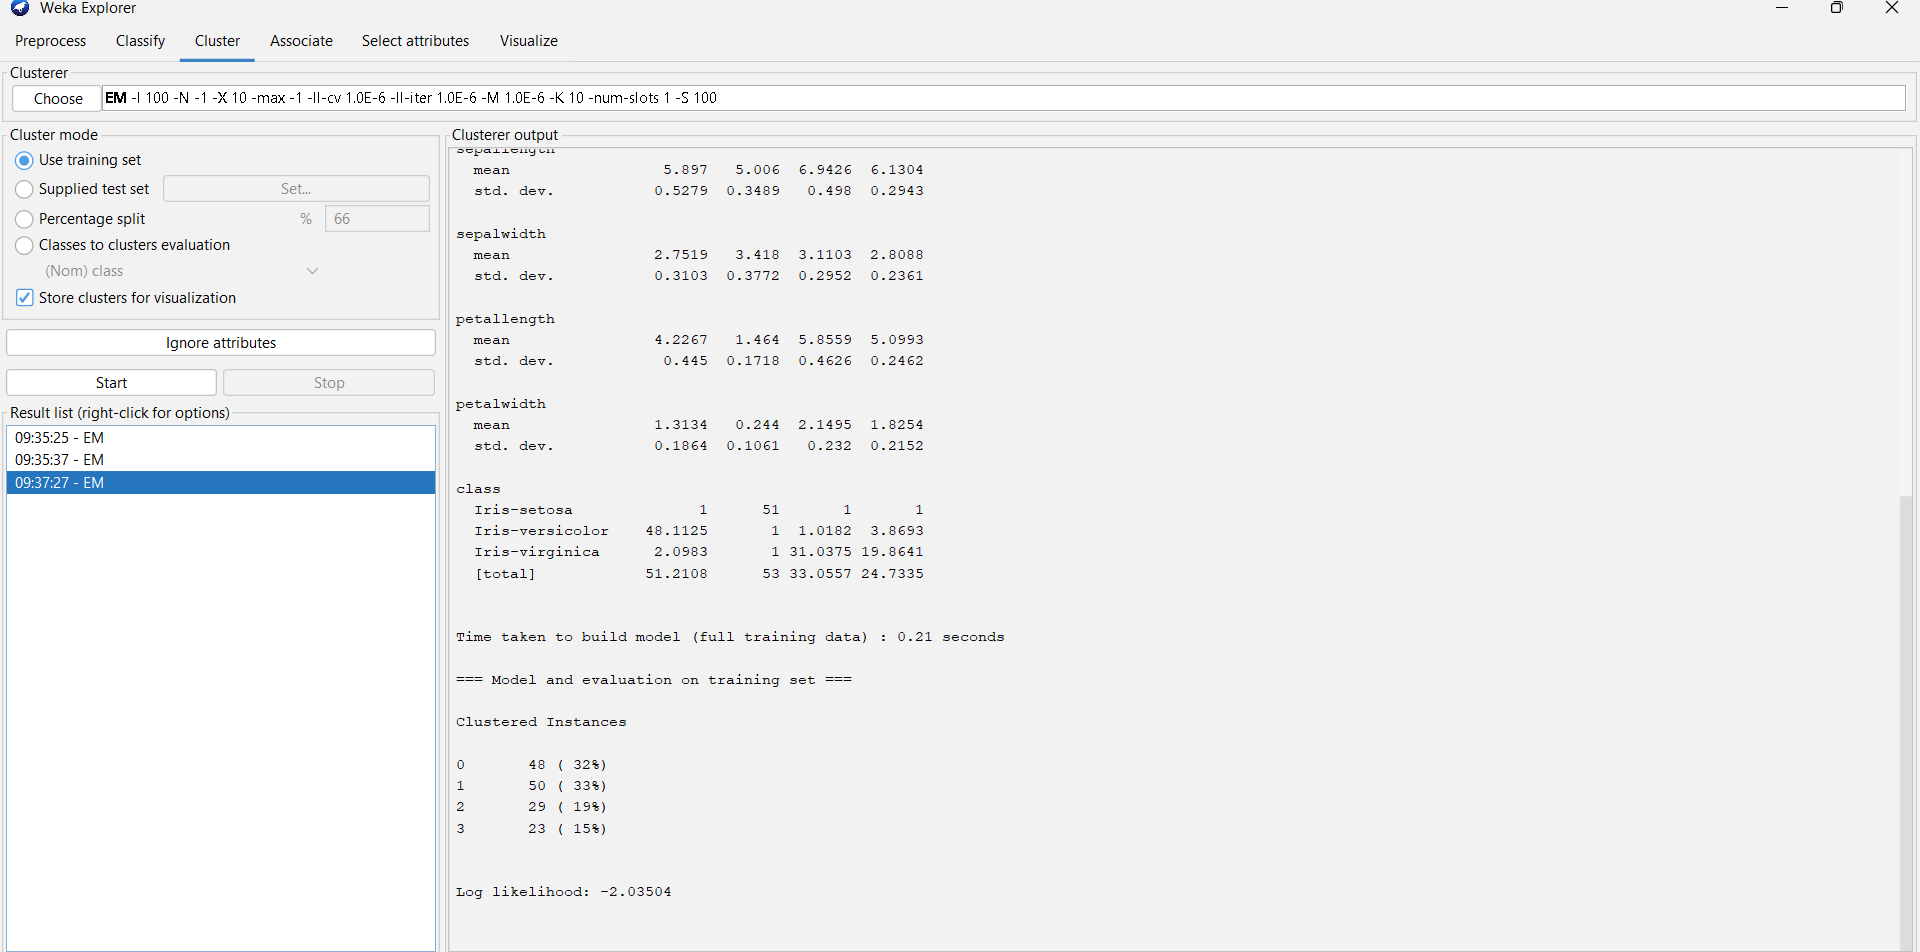 Weka Explorer
Preprocess Classify Cluster Associate Select attributes Visualize
Clusterer
Choose EM -I 100 -N -1 -X 10 -max -1 -ll-cv 1.0E-6 -ll-iter 1.0E-6 -M 1.0E-6 -K 10 -num-slots 1 -S 100
Cluster mode
Use training set
Supplied test set Set...
Percentage split % 66
Classes to clusters evaluation
(Nom) class
Store clusters for visualization
Ignore attributes
Start Stop
Result list (right-click for options)
09:35:25 - EM
09:35:37 - EM
09:37:27 - EM
Clusterer output
sepallength
mean 5.897 5.006 6.9426 6.1304
std. dev. 0.5279 0.3489 0.498 0.2943
sepalwidth
mean 2.7519 3.418 3.1103 2.8088
std. dev. 0.3103 0.3772 0.2952 0.2361
petallength
mean 4.2267 1.464 5.8559 5.0993
std. dev. 0.445 0.1718 0.4626 0.2462
petalwidth
mean 1.3134 0.244 2.1495 1.8254
std. dev. 0.1864 0.1061 0.232 0.2152
class
Iris-setosa 1 51 1 1
Iris-versicolor 48.1125 1 1.0182 3.8693
Iris-virginica 2.0983 1 31.0375 19.8641
[total] 51.2108 53 33.0557 24.7335
Time taken to build model (full training data) : 0.21 seconds
=== Model and evaluation on training set ===
Clustered Instances
0 48 ( 32%)
1 50 ( 33%)
2 29 ( 19%)
3 23 ( 15%)
Log likelihood: -2.03504